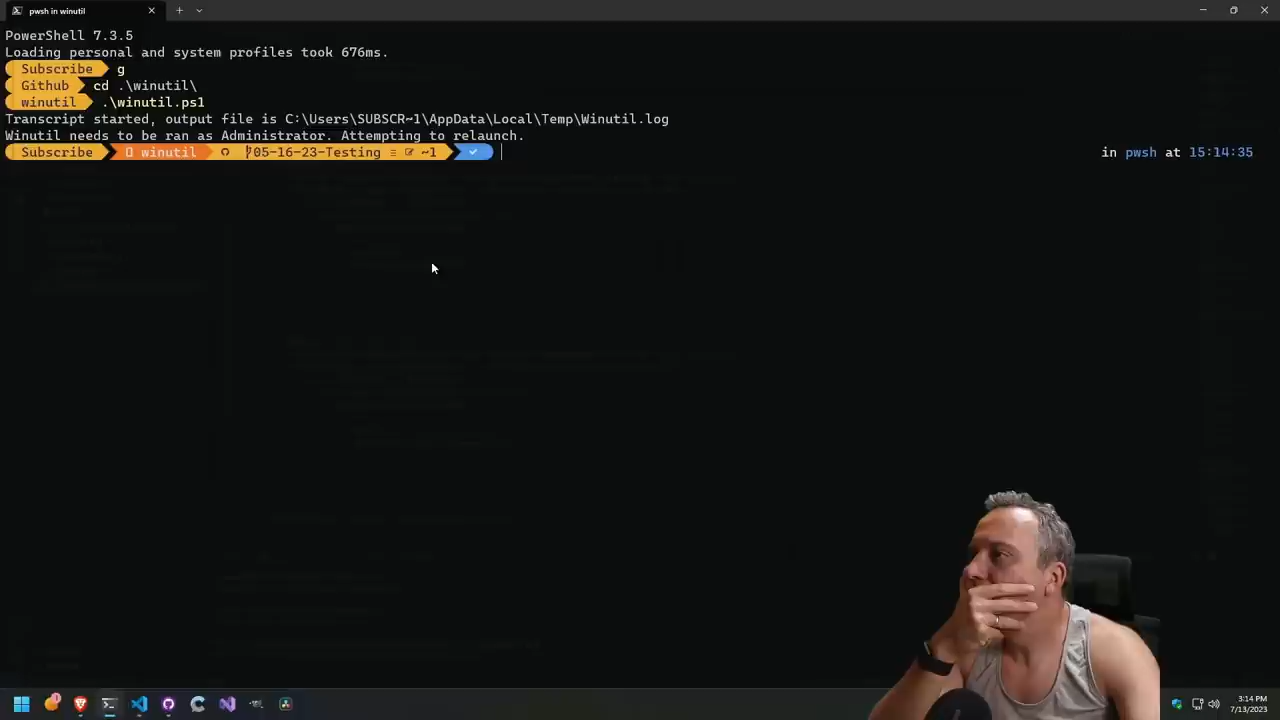 pwsh in winutil
PowerShell 7.3.5
Loading personal and system profiles took 676ms.
Subscribe g
Github cd .\winutil\
winutil .\winutil.ps1
Transcript started, output file is C:\Users\SUBSCR~1\AppData\Local\Temp\Winutil.log
Winutil needs to be ran as Administrator. Attempting to relaunch.
Subscribe winutil 05-16-23-Testing ≡ ~1 in pwsh at 15:14:35
3:14 PM
7/13/2023